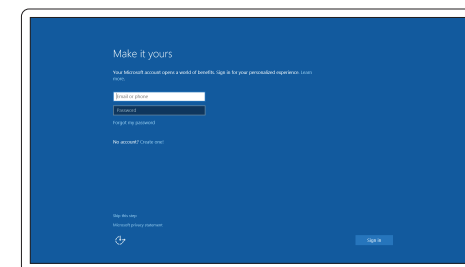 Make it yours
Your Microsoft account opens a world of benefits. Sign in for your personalized experience. Learn
more.
Email or phone
Password
Forgot my password
No account? Create one!
Skip this step
Microsoft privacy statement
Sign in